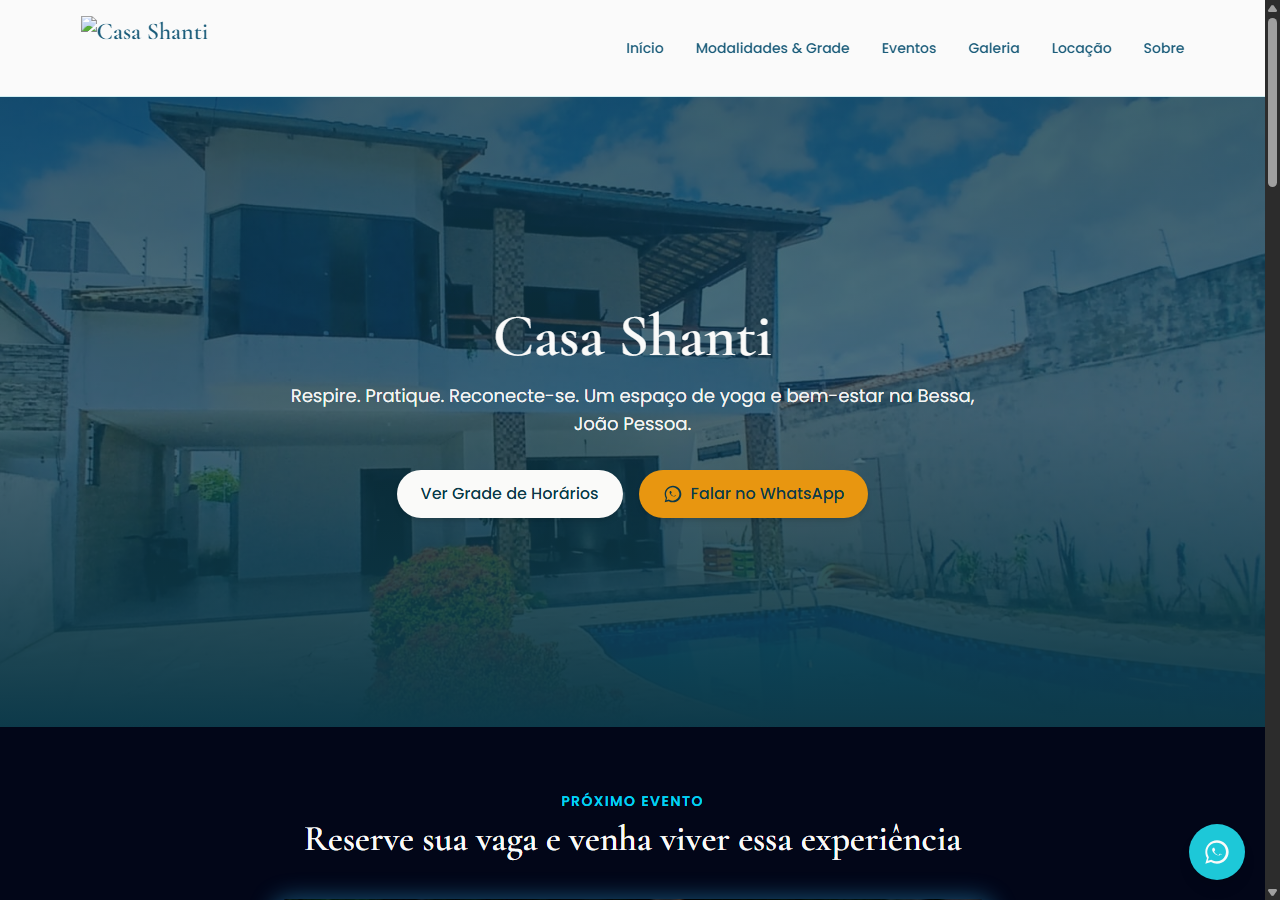 Casa Shanti
Início
Modalidades & Grade
Eventos
Galeria
Locação
Sobre
Casa Shanti
Respire. Pratique. Reconecte-se. Um espaço de yoga e bem-estar na Bessa,
João Pessoa.
Ver Grade de Horários
Falar no WhatsApp
PRÓXIMO EVENTO
Reserve sua vaga e venha viver essa experiência